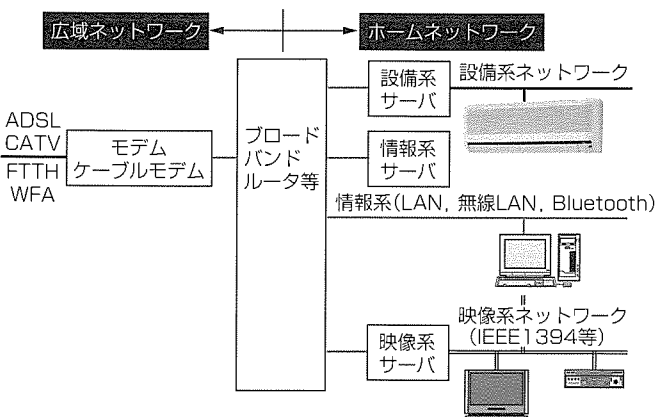 広域ネットワーク
ホームネットワーク
ADSL
CATV
FTTH
WFA
モデム
ケーブルモデム
ブロード
バンド
ルータ等
設備系
サーバ
設備系ネットワーク
情報系
サーバ
情報系(LAN, 無線LAN, Bluetooth)
映像系ネットワーク
(IEEE1394等)
映像系
サーバ